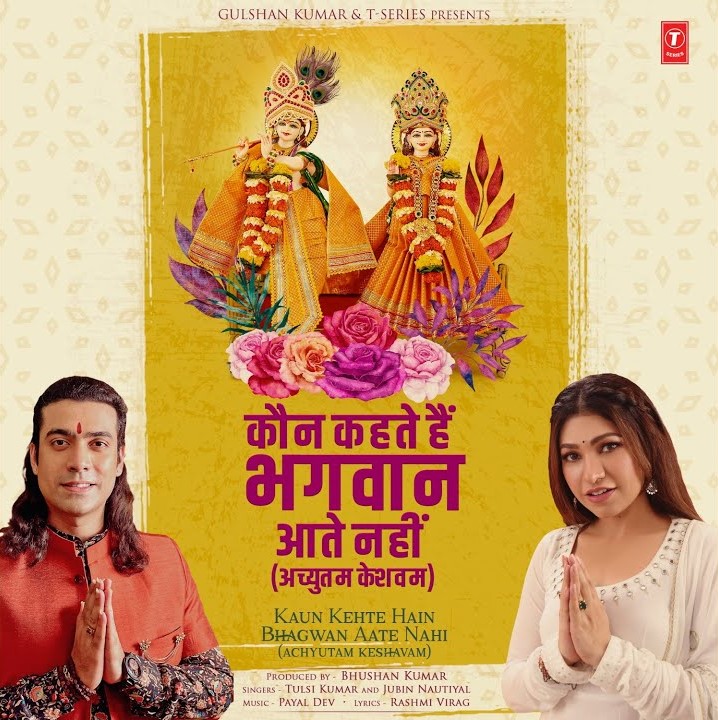 GULSHAN KUMAR & T-SERIES PRESENTS
T
SERIES
कौन कहते हैं
भगवान
आते नहीं
(अच्युतम केशवम)
KAUN KEHTE HAIN
BHAGWAN AATE NAHI
(ACHYUTAM KESHAVAM)
PRODUCED BY - BHUSHAN KUMAR
SINGERS - TULSI KUMAR AND JUBIN NAUTIYAL
MUSIC - PAYAL DEV · LYRICS - RASHMI VIRAG